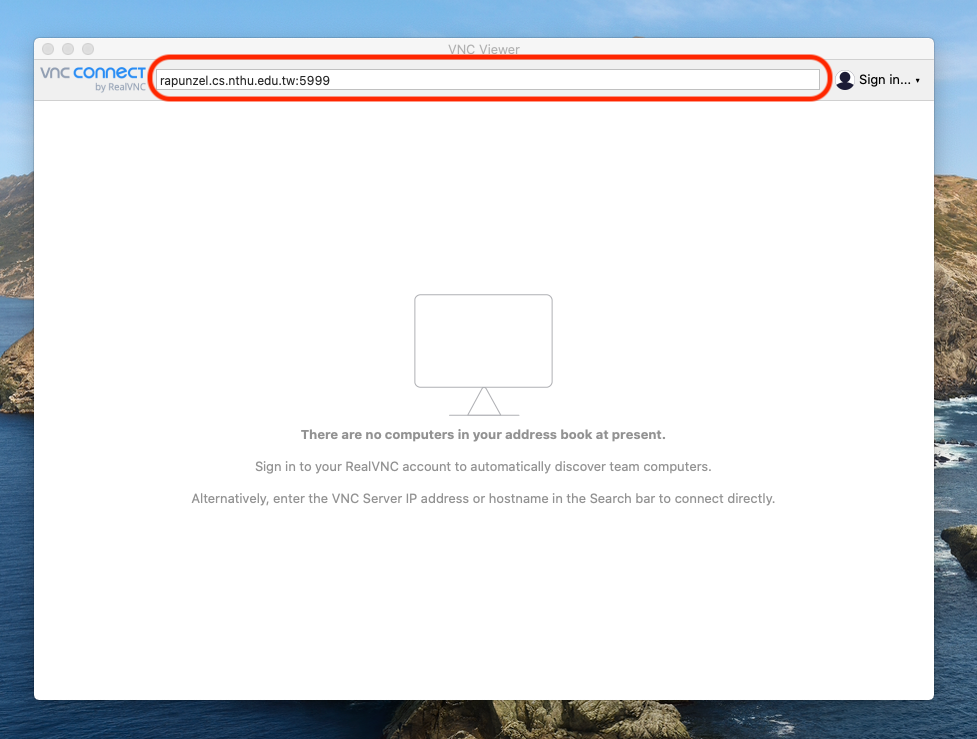 VNC Viewer
vnc connect
by RealVNC
rapunzel.cs.nthu.edu.tw:5999
Sign in...
There are no computers in your address book at present.
Sign in to your RealVNC account to automatically discover team computers.
Alternatively, enter the VNC Server IP address or hostname in the Search bar to connect directly.